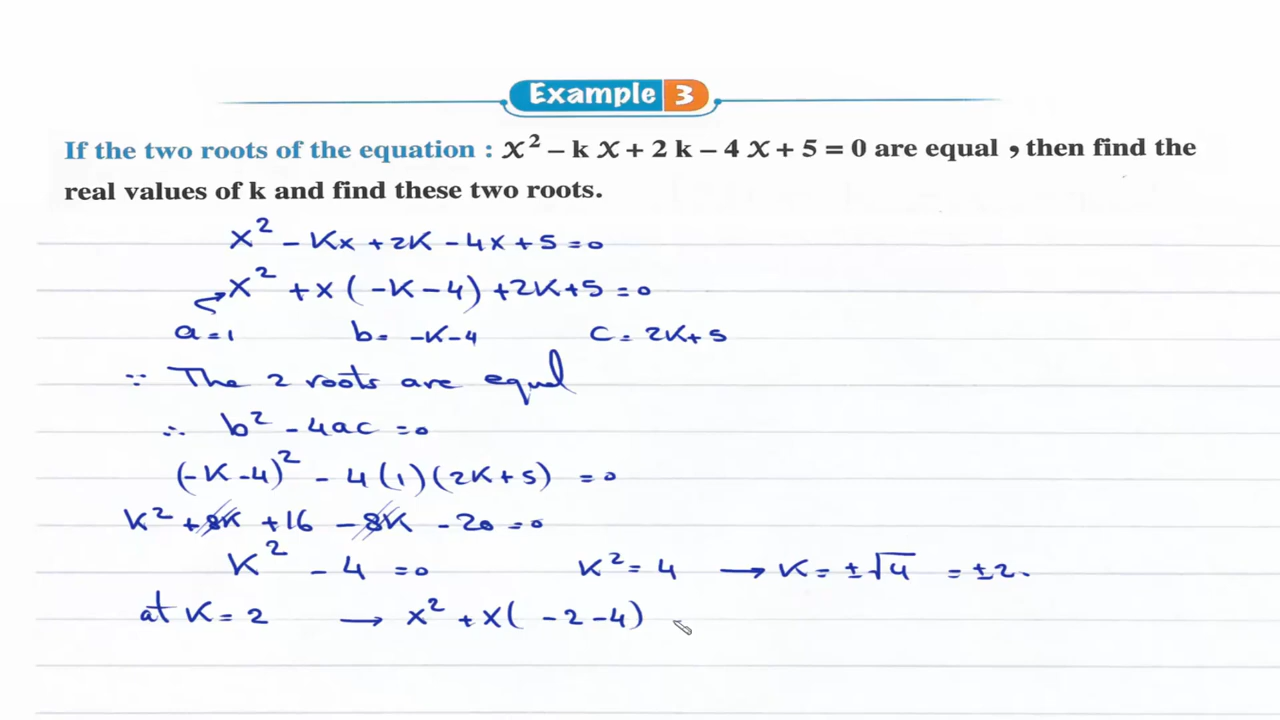 Example 3
If the two roots of the equation : x² – k x + 2 k – 4 x + 5 = 0 are equal , then find the
real values of k and find these two roots.
x² - Kx + 2K - 4x + 5 = 0
x² + x ( -K - 4) + 2K + 5 = 0
a = 1 b = -K-4 C = 2K + 5
∵ The 2 roots are equal
∴ b² - 4ac = 0
(-K - 4)² - 4 (1) (2K + 5) = 0
K² + 8K + 16 - 8K - 20 = 0
K² - 4 = 0 K² = 4 → K = ±√4 = ±2.
at K = 2 → x² + x ( -2 -4)